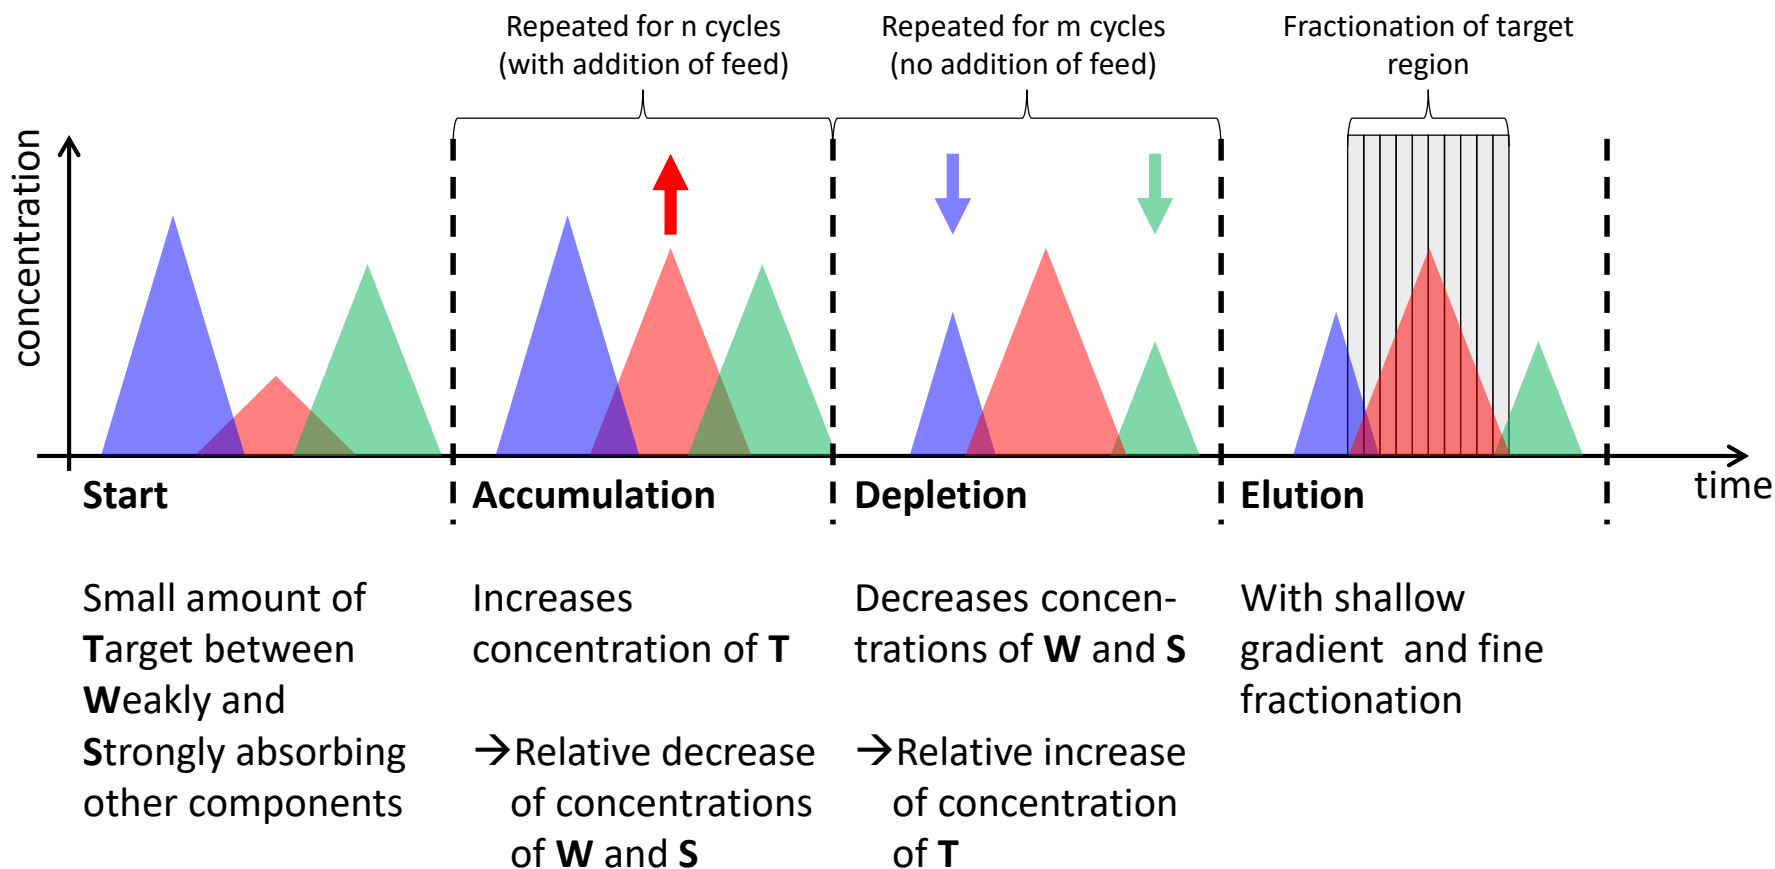 Repeated for n cycles
(with addition of feed)
Repeated for m cycles
(no addition of feed)
Fractionation of target
region
concentration
time
Start
Accumulation
Depletion
Elution
Small amount of
Target between
Weakly and
Strongly absorbing
other components
Increases
concentration of T
→Relative decrease
of concentrations
of W and S
Decreases concen-
trations of W and S
→Relative increase
of concentration
of T
With shallow
gradient and fine
fractionation